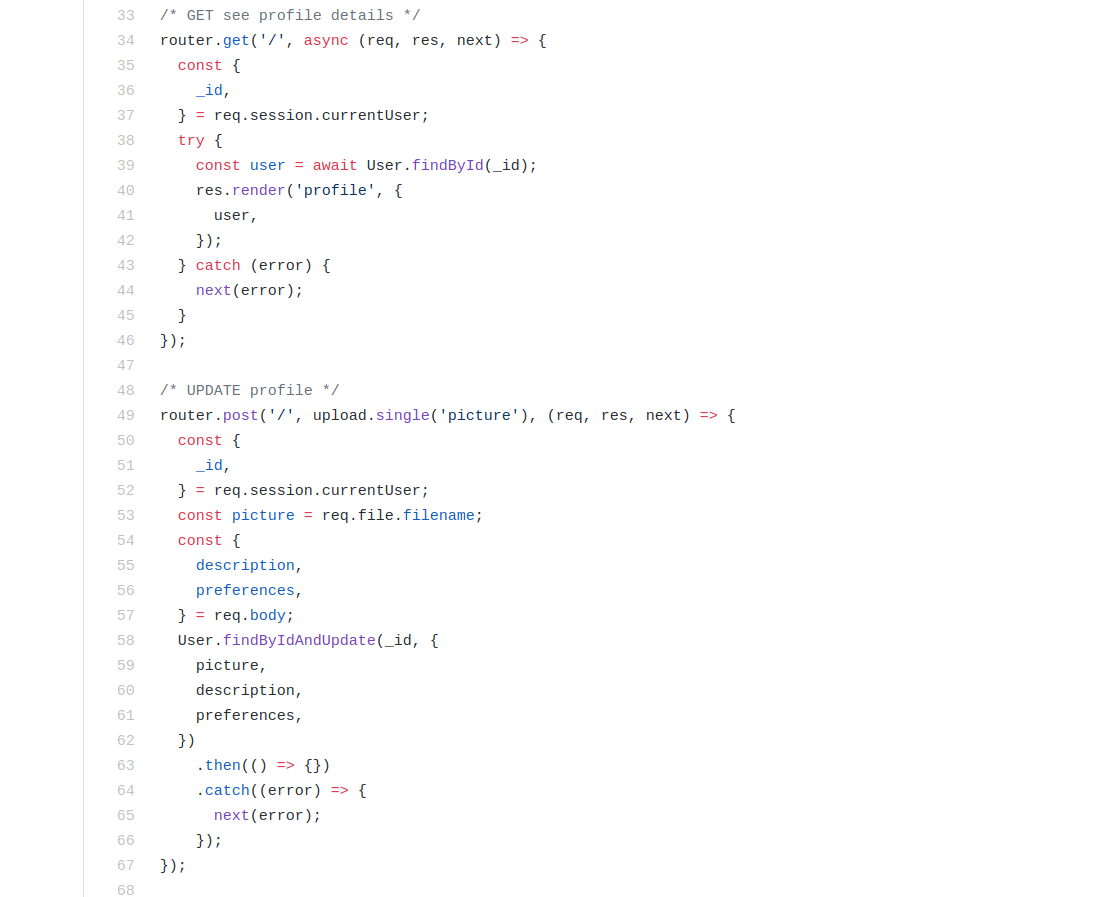 33 /* GET see profile details */
34 router.get('/', async (req, res, next) => {
35   const {
36     _id,
37   } = req.session.currentUser;
38   try {
39     const user = await User.findById(_id);
40     res.render('profile', {
41       user,
42     });
43   } catch (error) {
44     next(error);
45   }
46 });
47
48 /* UPDATE profile */
49 router.post('/', upload.single('picture'), (req, res, next) => {
50   const {
51     _id,
52   } = req.session.currentUser;
53   const picture = req.file.filename;
54   const {
55     description,
56     preferences,
57   } = req.body;
58   User.findByIdAndUpdate(_id, {
59     picture,
60     description,
61     preferences,
62   })
63     .then(() => {})
64     .catch((error) => {
65       next(error);
66     });
67 });
68